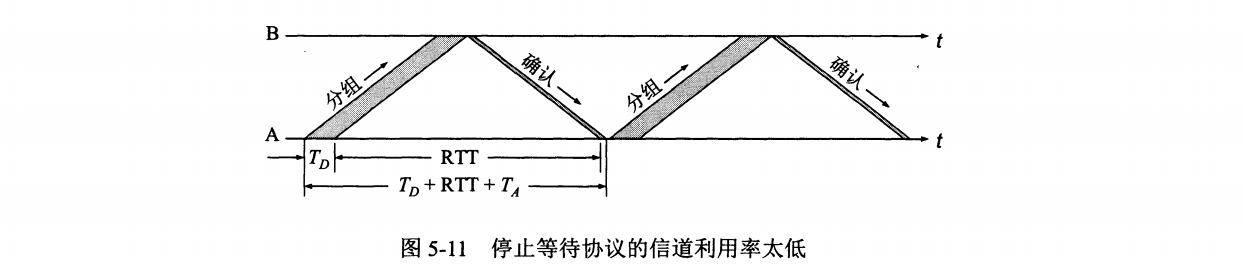 B
t
分组
确认
分组
确认
A
t
T_D
RTT
T_D + RTT + T_A
图 5-11 停止等待协议的信道利用率太低